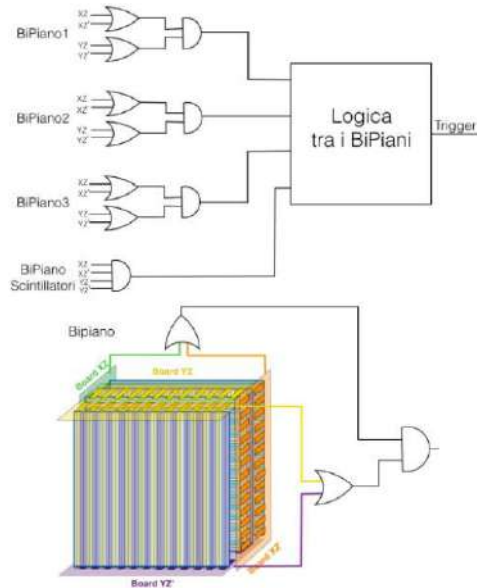 XZ
XZ'
BiPiano1
YZ
YZ'
XZ
XZ'
BiPiano2
YZ
YZ'
Logica
tra i BiPiani
Trigger
XZ
XZ'
BiPiano3
YZ
YZ'
XZ
XZ'
YZ
YZ'
BiPiano
Scintillatori
Bipiano
Board XZ
Board YZ
Board YZ
Board YZ'